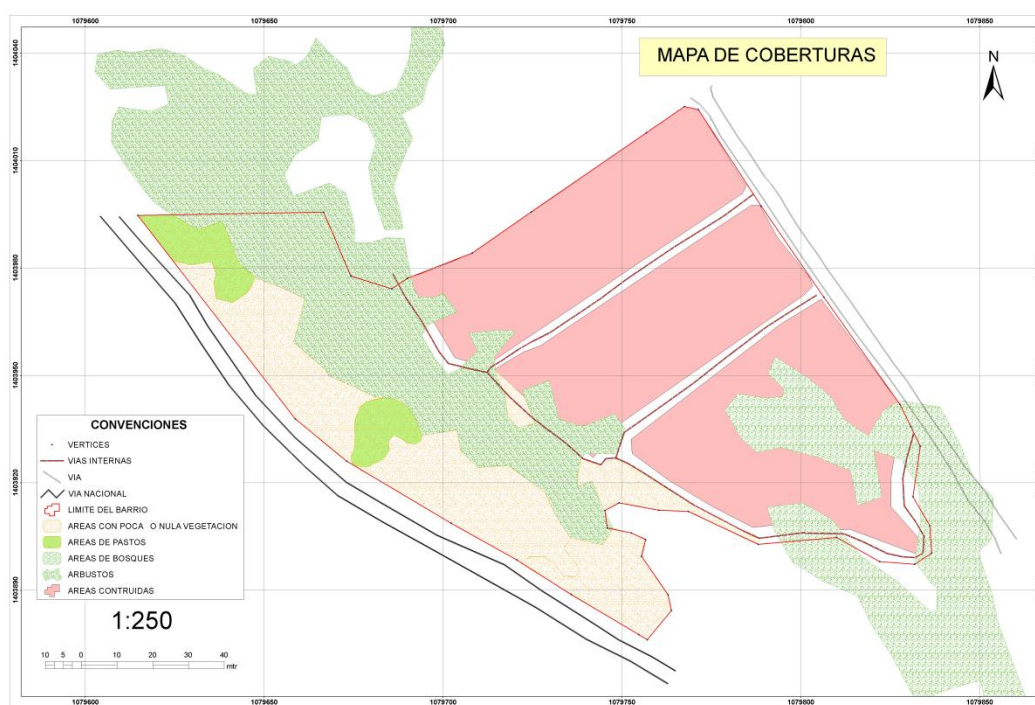 1079600 1079650 1079700 1079750 1079800 1079850
MAPA DE COBERTURAS
N
1404040
1404010
1403980
1403950
1403920
1403890
CONVENCIONES
VERTICES
VIAS INTERNAS
VIA
VIA NACIONAL
LIMITE DEL BARRIO
AREAS CON POCA O NULA VEGETACION
AREAS DE PASTOS
AREAS DE BOSQUES
ARBUSTOS
AREAS CONTRUIDAS
1:250
10 5 0 10 20 30 40
mtr
1079600 1079650 1079700 1079750 1079800 1079850